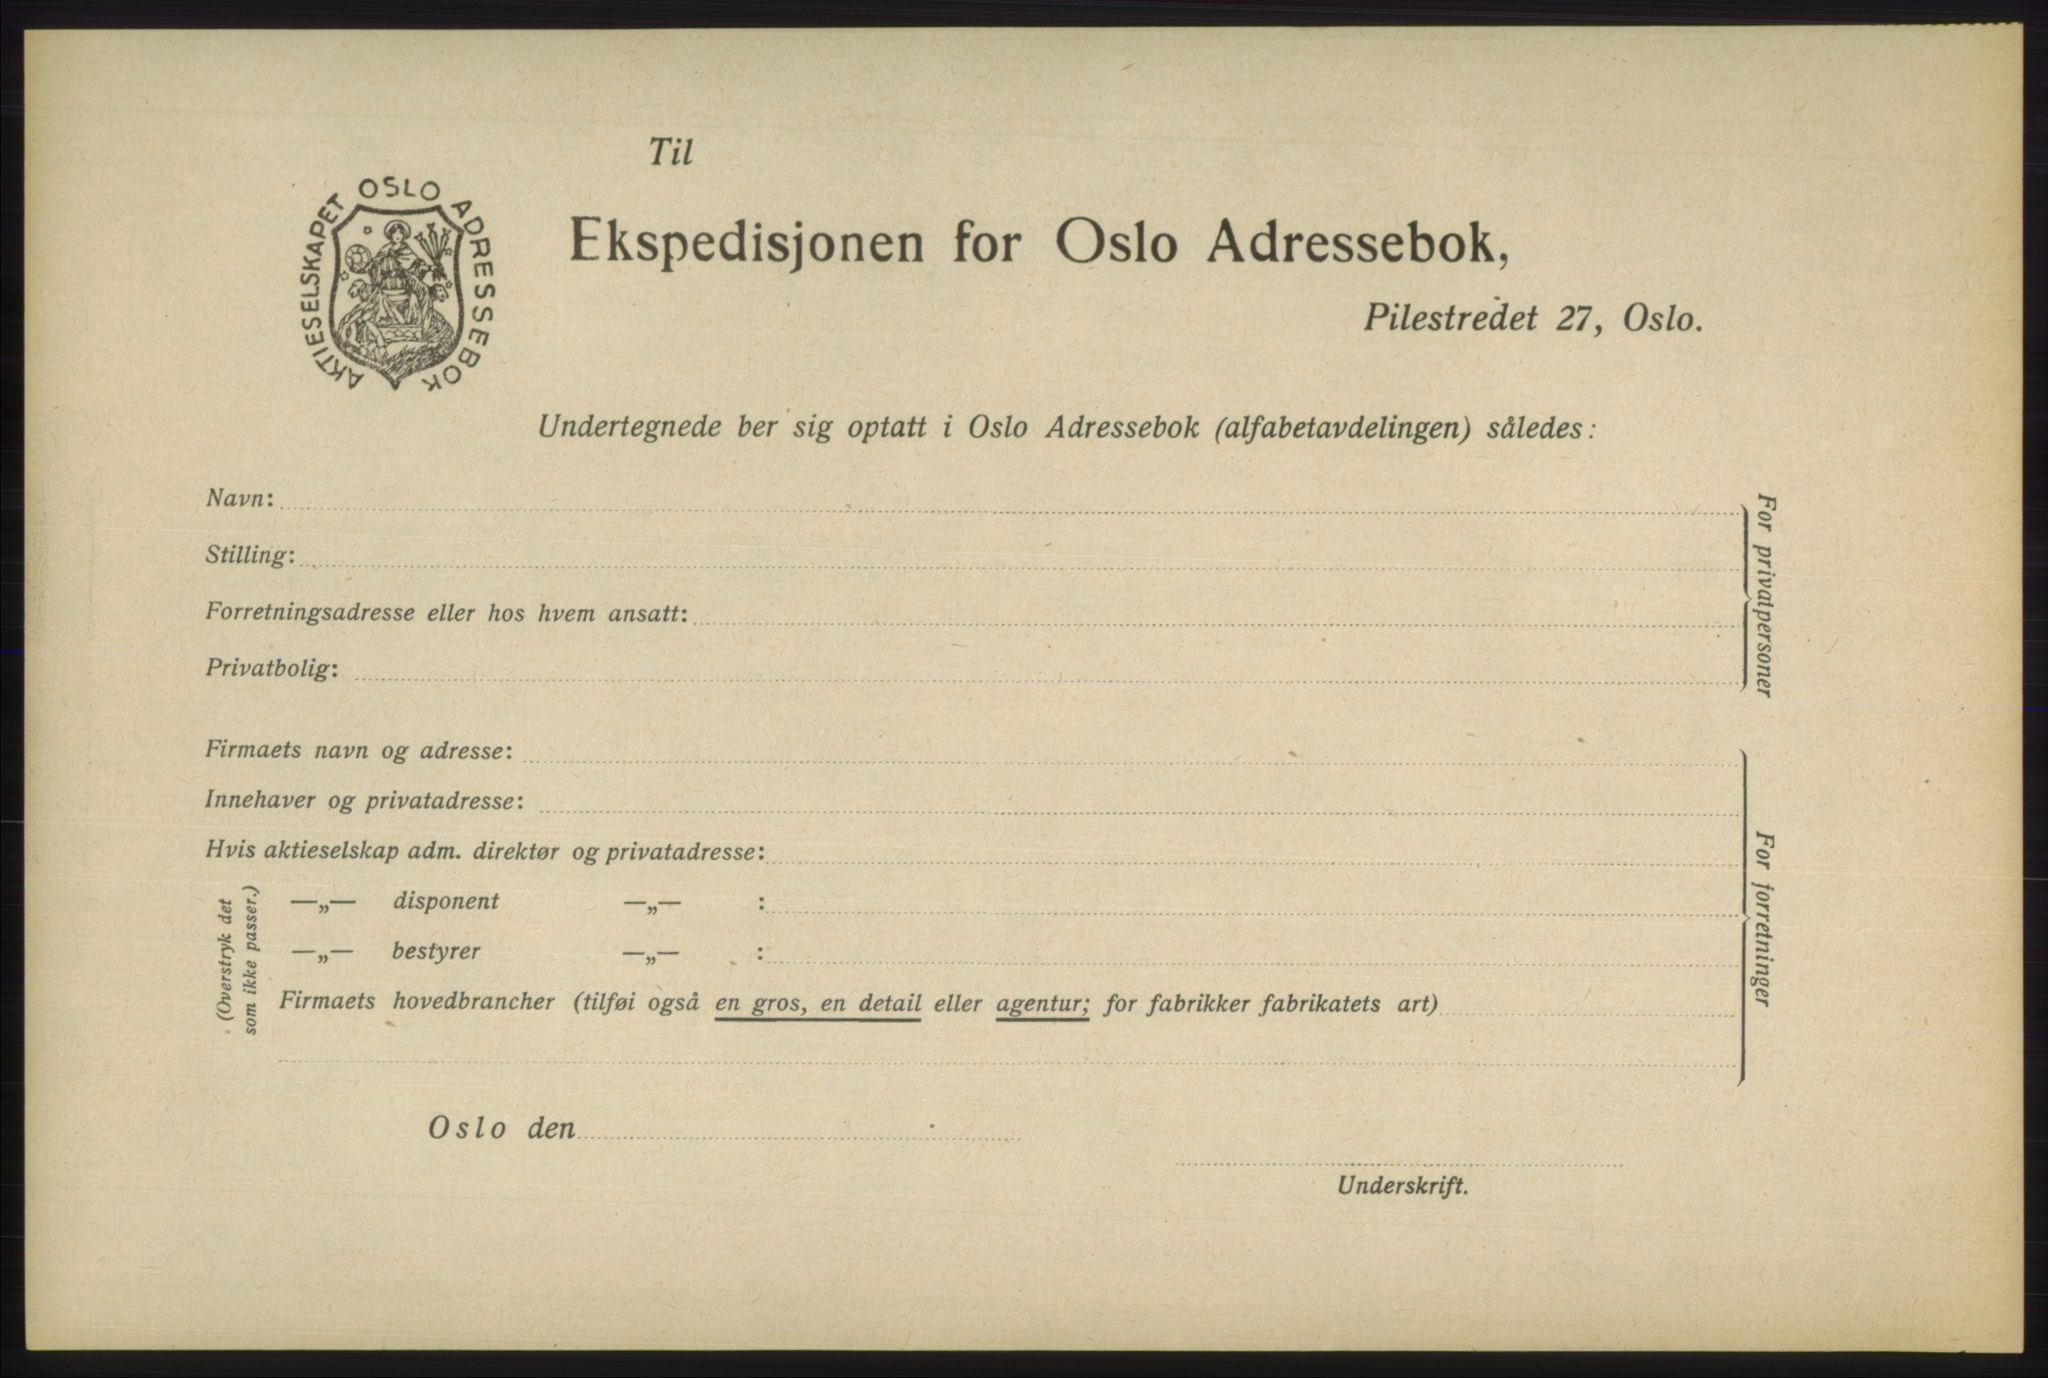 Til
AKTIESELSKAPET OSLO ADRESSEBOK
Ekspedisjonen for Oslo Adressebok,
Pilestredet 27, Oslo.
Undertegnede ber sig optatt i Oslo Adressebok (alfabetavdelingen) således:
Navn:
Stilling:
Forretningsadresse eller hos hvem ansatt:
Privatbolig:
For privatpersoner
Firmaets navn og adresse:
Innehaver og privatadresse:
Hvis aktieselskap adm. direktør og privatadresse:
—„— disponent —„— :
—„— bestyrer —„— :
(Overstryk det
som ikke passer.)
Firmaets hovedbrancher (tilføi også en gros, en detail eller agentur; for fabrikker fabrikatets art)
For forretninger
Oslo den
Underskrift.